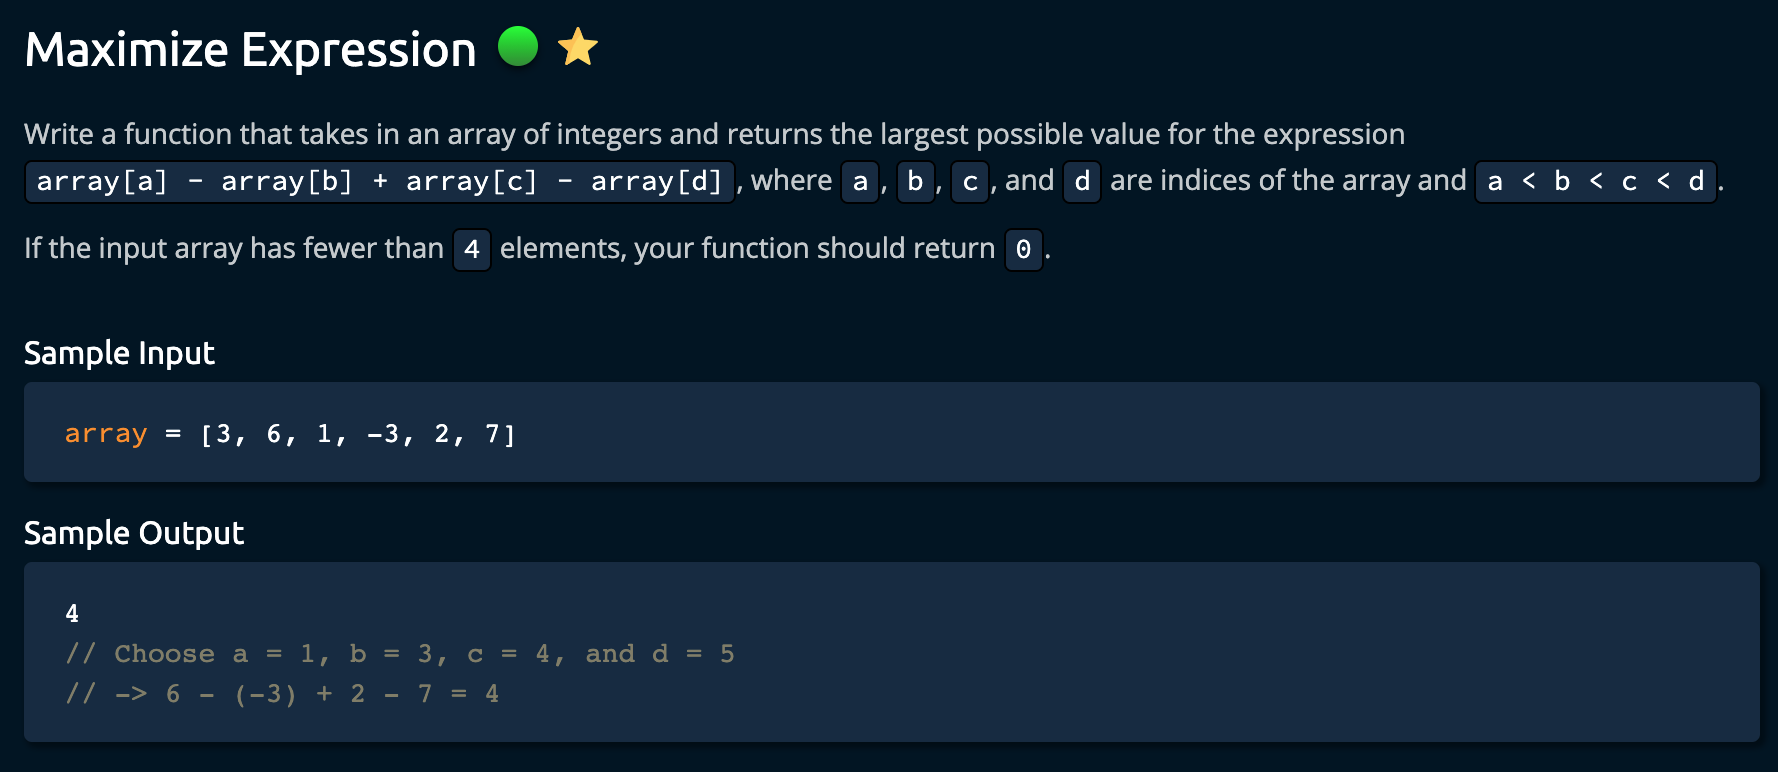 Maximize Expression
Write a function that takes in an array of integers and returns the largest possible value for the expression
array[a] - array[b] + array[c] - array[d], where a, b, c, and d are indices of the array and a < b < c < d.
If the input array has fewer than 4 elements, your function should return 0.
Sample Input
array = [3, 6, 1, -3, 2, 7]
Sample Output
4
// Choose a = 1, b = 3, c = 4, and d = 5
// -> 6 - (-3) + 2 - 7 = 4